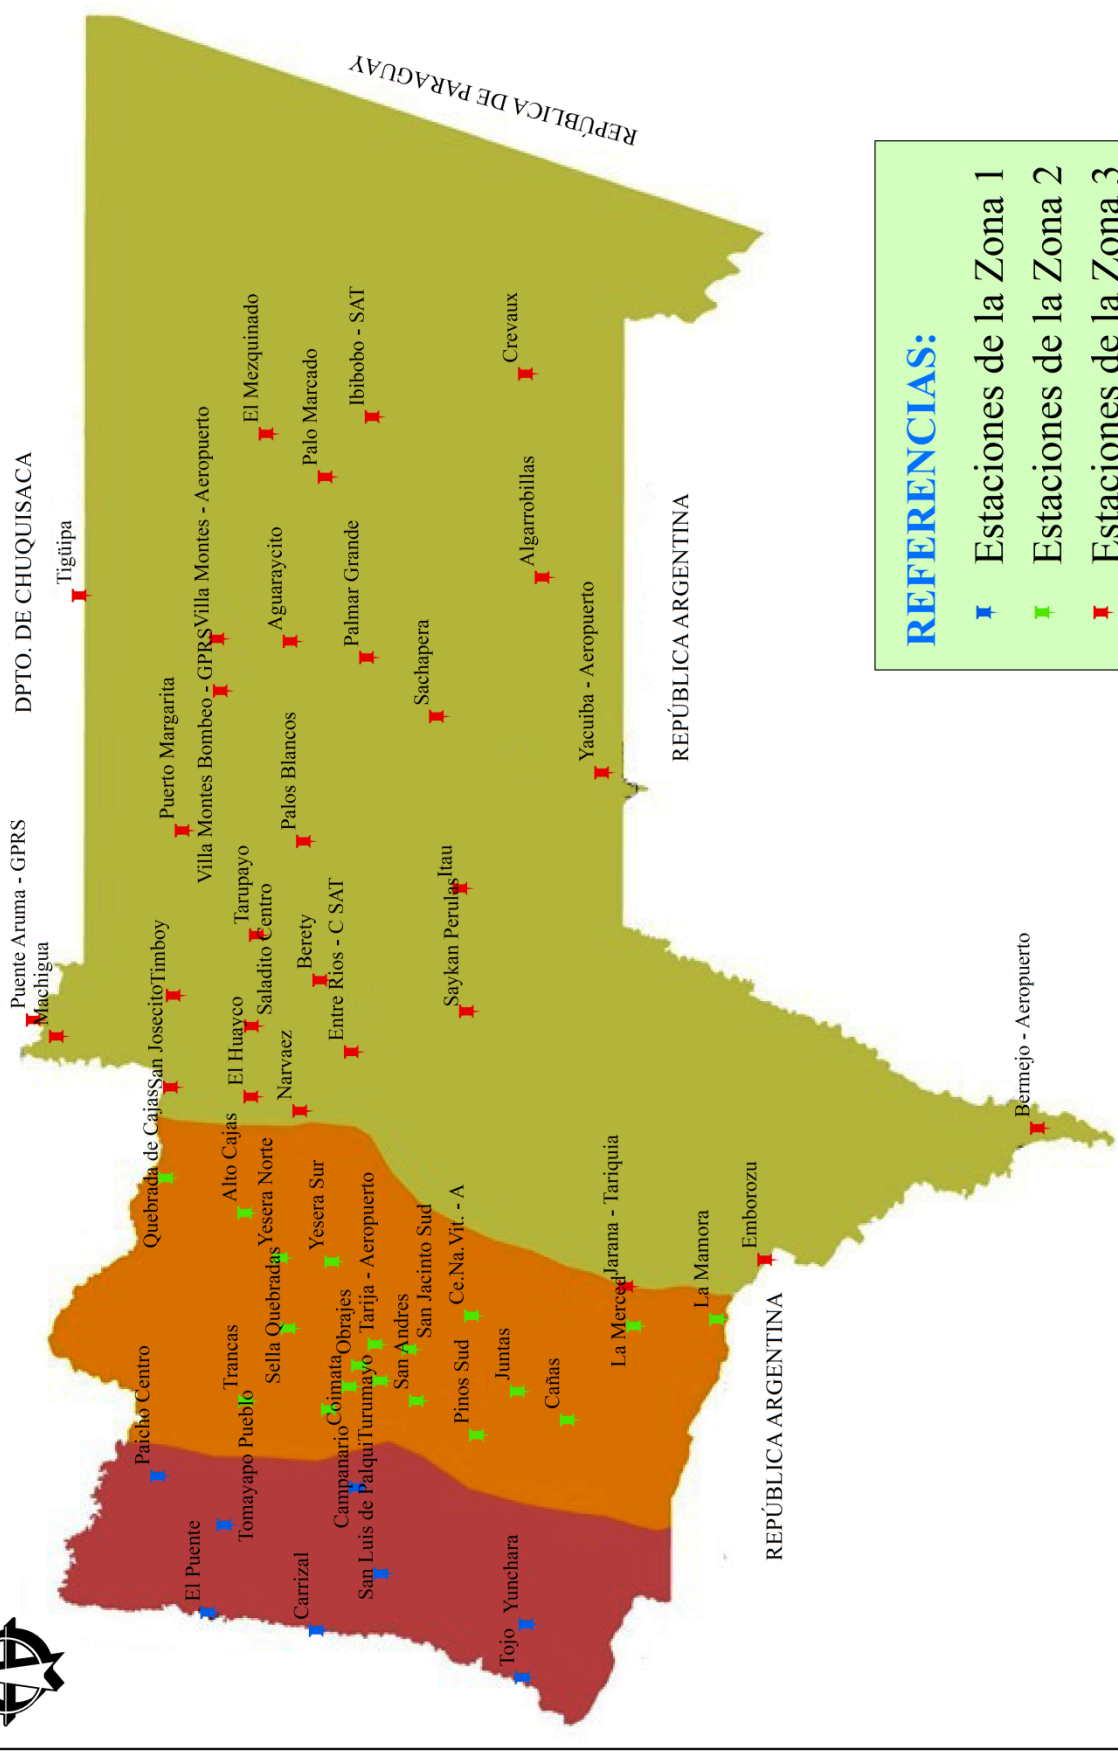 DPTO. DE CHUQUISACA
Puente Aruma - GPRS
Machigua
Tigüipa
Quebrada de Cajas
San Josecito
Timboy
Puerto Margarita
Villa Montes Bombeo - GPRS
Villa Montes - Aeropuerto
El Mezquinado
Paicho Centro
El Puente
Tomayapo Pueblo
Trancas
Alto Cajas
El Huayco
Saladito Centro
Tarupayo
Aguaraycito
Palo Marcado
Ibibobo - SAT
Sella Quebradas
Yesera Norte
Yesera Sur
Narvaez
Berety
Palos Blancos
Palmar Grande
Carrizal
Campanario
Coimata
Obrajes
Tarija - Aeropuerto
Entre Rios - C SAT
San Luis de Palqui
Turumayo
San Andres
San Jacinto Sud
Sachapera
Crevaux
Algarrobillas
Tojo
Yunchara
Pinos Sud
Juntas
Ce.Na.Vit. - A
Saykan Perulas
Itau
Cañas
Yacuiba - Aeropuerto
La Merced
Jarana - Tariquia
La Mamora
Emborozu
Bermejo - Aeropuerto
REPÚBLICA DE PARAGUAY
REPÚBLICA ARGENTINA
REPÚBLICA ARGENTINA
REFERENCIAS:
Estaciones de la Zona 1
Estaciones de la Zona 2
Estaciones de la Zona 3